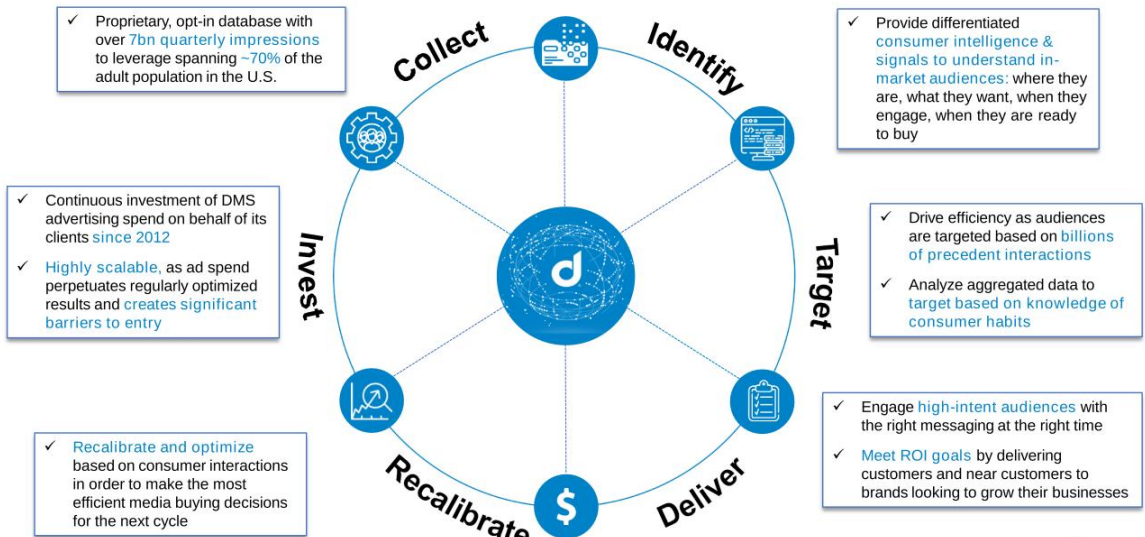 ✓ Proprietary, opt-in database with
over 7bn quarterly impressions
to leverage spanning ~70% of the
adult population in the U.S.
Collect
Identify
✓ Provide differentiated
consumer intelligence &
signals to understand in-
market audiences: where they
are, what they want, when they
engage, when they are ready
to buy
✓ Continuous investment of DMS
advertising spend on behalf of its
clients since 2012
✓ Highly scalable, as ad spend
perpetuates regularly optimized
results and creates significant
barriers to entry
Invest
d
Target
✓ Drive efficiency as audiences
are targeted based on billions
of precedent interactions
✓ Analyze aggregated data to
target based on knowledge of
consumer habits
✓ Recalibrate and optimize
based on consumer interactions
in order to make the most
efficient media buying decisions
for the next cycle
Recalibrate
$
Deliver
✓ Engage high-intent audiences with
the right messaging at the right time
✓ Meet ROI goals by delivering
customers and near customers to
brands looking to grow their businesses